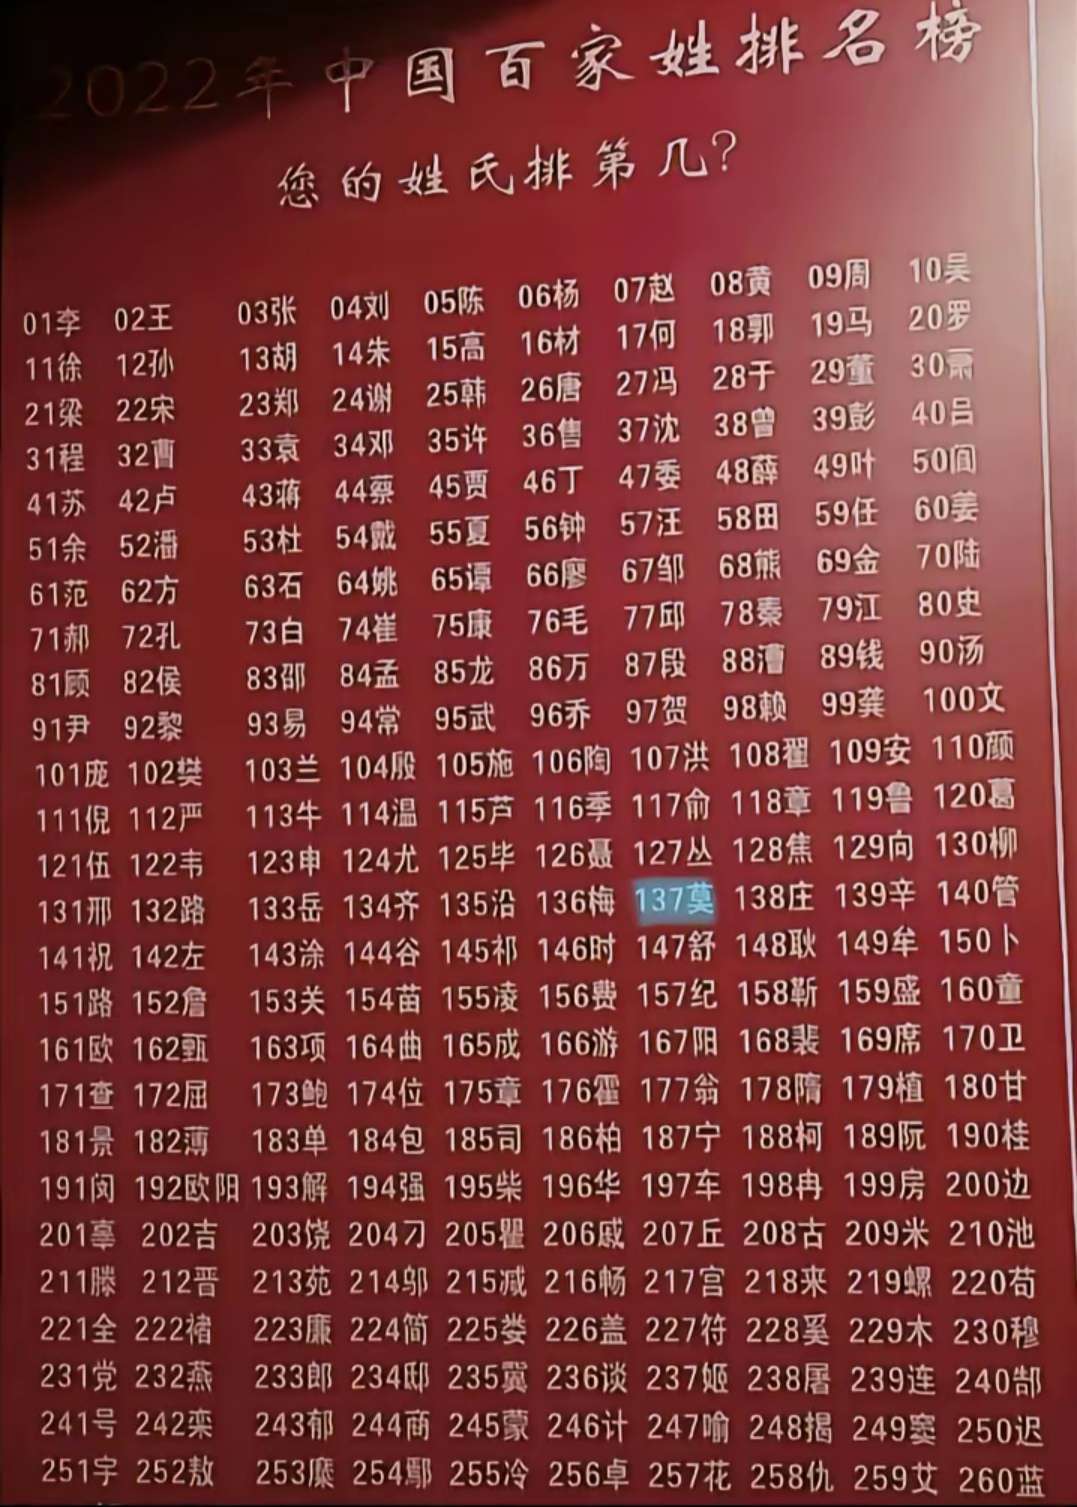 2022年中国百家姓排名榜
您的姓氏排第几?
01李 02王 03张 04刘 05陈 06杨 07赵 08黄 09周 10吴
11徐 12孙 13胡 14朱 15高 16材 17何 18郭 19马 20罗
21梁 22宋 23郑 24谢 25韩 26唐 27冯 28于 29董 30肃
31程 32曹 33袁 34邓 35许 36售 37沈 38曾 39彭 40吕
41苏 42卢 43蒋 44蔡 45贾 46丁 47委 48薛 49叶 50阎
51余 52潘 53杜 54戴 55夏 56钟 57汪 58田 59任 60姜
61范 62方 63石 64姚 65谭 66廖 67邹 68熊 69金 70陆
71郝 72孔 73白 74崔 75康 76毛 77邱 78秦 79江 80史
81顾 82侯 83邵 84孟 85龙 86万 87段 88漕 89钱 90汤
91尹 92黎 93易 94常 95武 96乔 97贺 98赖 99龚 100文
101庞 102樊 103兰 104殷 105施 106陶 107洪 108翟 109安 110颜
111倪 112严 113牛 114温 115芦 116季 117俞 118章 119鲁 120葛
121伍 122韦 123申 124尤 125毕 126聂 127丛 128焦 129向 130柳
131邢 132路 133岳 134齐 135沿 136梅 137莫 138庄 139辛 140管
141祝 142左 143涂 144谷 145祁 146时 147舒 148耿 149牟 150卜
151路 152詹 153关 154苗 155凌 156费 157纪 158靳 159盛 160童
161欧 162甄 163项 164曲 165成 166游 167阳 168裴 169席 170卫
171查 172屈 173鲍 174位 175章 176霍 177翁 178隋 179植 180甘
181景 182薄 183单 184包 185司 186柏 187宁 188柯 189阮 190桂
191闵 192欧阳 193解 194强 195柴 196华 197车 198冉 199房 200边
201辜 202吉 203饶 204刁 205瞿 206戚 207丘 208古 209米 210池
211滕 212晋 213苑 214邬 215减 216畅 217宫 218来 219螺 220苟
221全 222褚 223廉 224简 225娄 226盖 227符 228奚 229木 230穆
231党 232燕 233郎 234邸 235冀 236谈 237姬 238屠 239连 240郜
241号 242栾 243郁 244商 245蒙 246计 247喻 248揭 249窦 250迟
251宇 252敖 253糜 254鄢 255冷 256卓 257花 258仇 259艾 260蓝